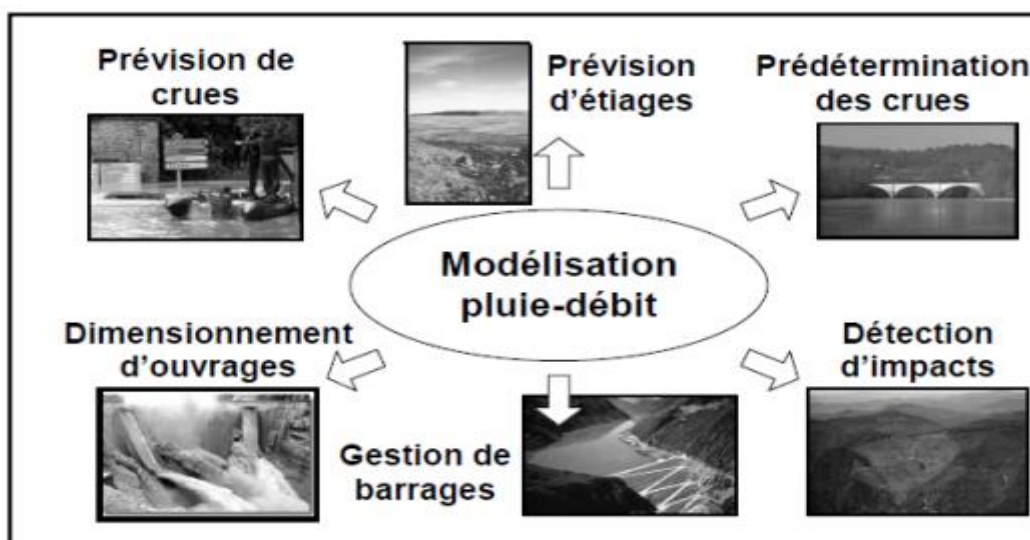 Prévision de
crues
Prévision
d'étiages
Prédétermination
des crues
Modélisation
pluie-débit
Dimensionnement
d'ouvrages
Gestion de
barrages
Détection
d'impacts